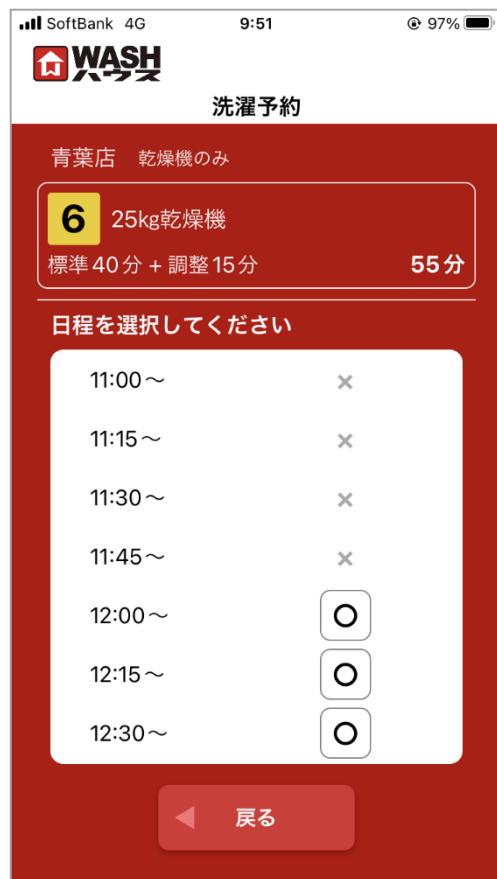 SoftBank 4G 9:51 97%
WASH
ハウス
洗濯予約
青葉店 乾燥機のみ
6 25kg乾燥機
標準40分 + 調整15分 55分
日程を選択してください
11:00～ ×
11:15～ ×
11:30～ ×
11:45～ ×
12:00～ ○
12:15～ ○
12:30～ ○
戻る